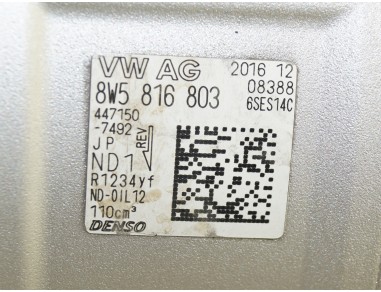 VW AG 2016 12
8W5 816 803 08388
6SES14C
447150
-7492
JP
REV
ND1
R1234yf
ND-OIL12
110cm³
DENSO